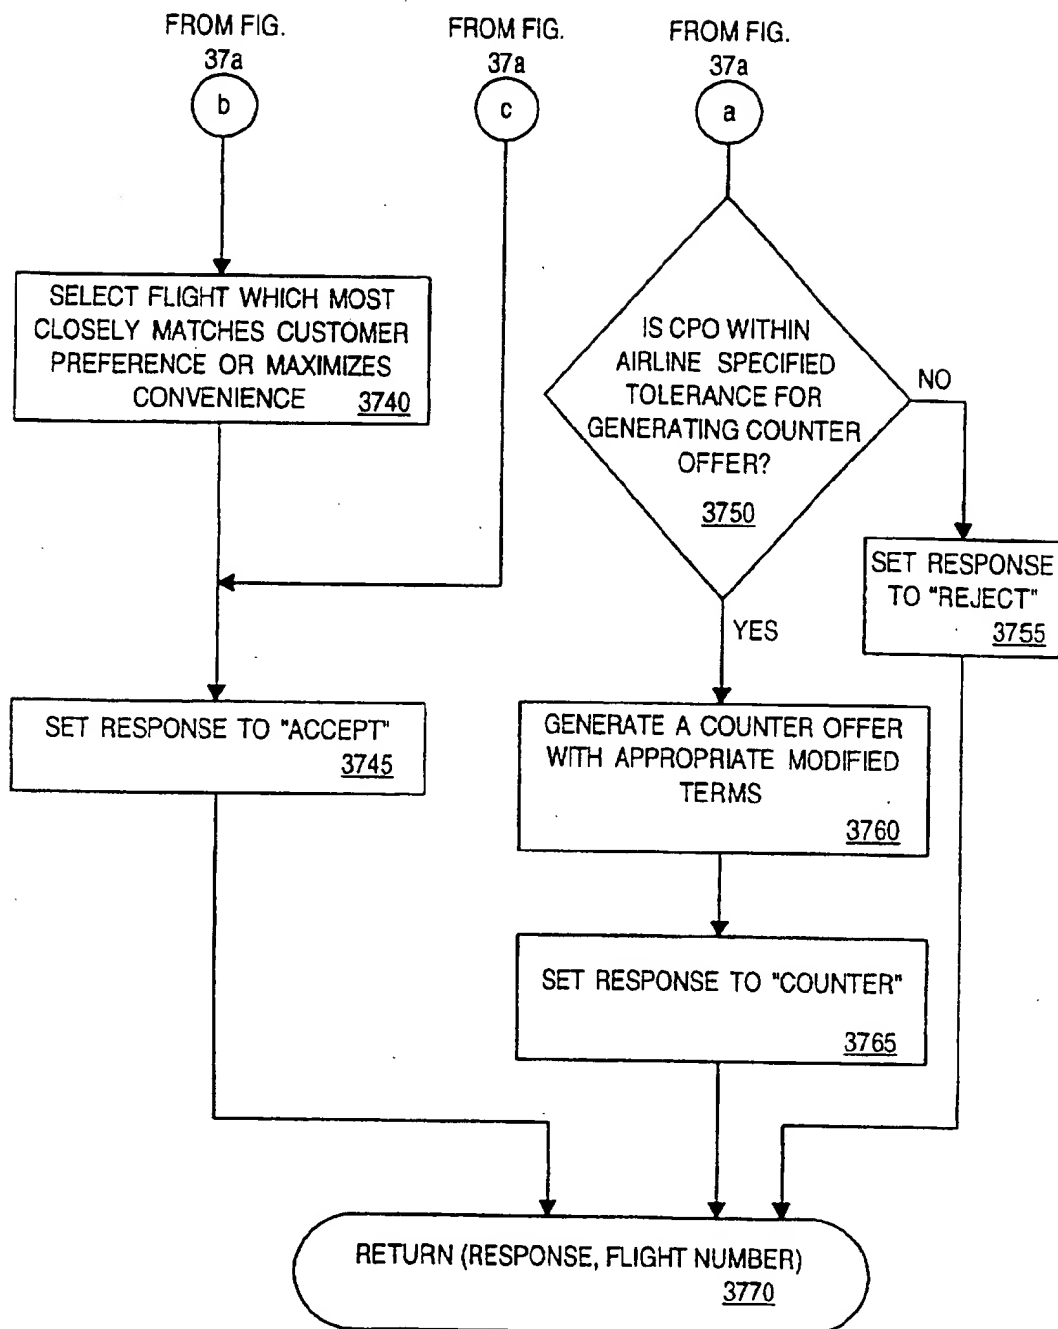 FROM FIG.
37a
b
FROM FIG.
37a
c
FROM FIG.
37a
a
SELECT FLIGHT WHICH MOST
CLOSELY MATCHES CUSTOMER
PREFERENCE OR MAXIMIZES
CONVENIENCE 3740
IS CPO WITHIN
AIRLINE SPECIFIED
TOLERANCE FOR
GENERATING COUNTER
OFFER?
3750
NO
YES
SET RESPONSE
TO "REJECT"
3755
SET RESPONSE TO "ACCEPT"
3745
GENERATE A COUNTER OFFER
WITH APPROPRIATE MODIFIED
TERMS
3760
SET RESPONSE TO "COUNTER"
3765
RETURN (RESPONSE, FLIGHT NUMBER)
3770